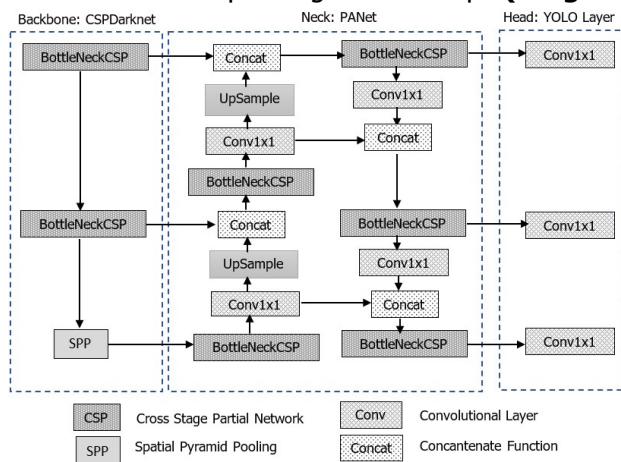 Backbone: CSPDarknet
Neck: PANet
Head: YOLO Layer
BottleNeckCSP
Concat
BottleNeckCSP
Conv1x1
UpSample
Conv1x1
Conv1x1
Concat
BottleNeckCSP
BottleNeckCSP
Concat
BottleNeckCSP
Conv1x1
UpSample
Conv1x1
Conv1x1
Concat
SPP
BottleNeckCSP
BottleNeckCSP
Conv1x1
CSP
Cross Stage Partial Network
Conv
Convolutional Layer
SPP
Spatial Pyramid Pooling
Concat
Concantenate Function